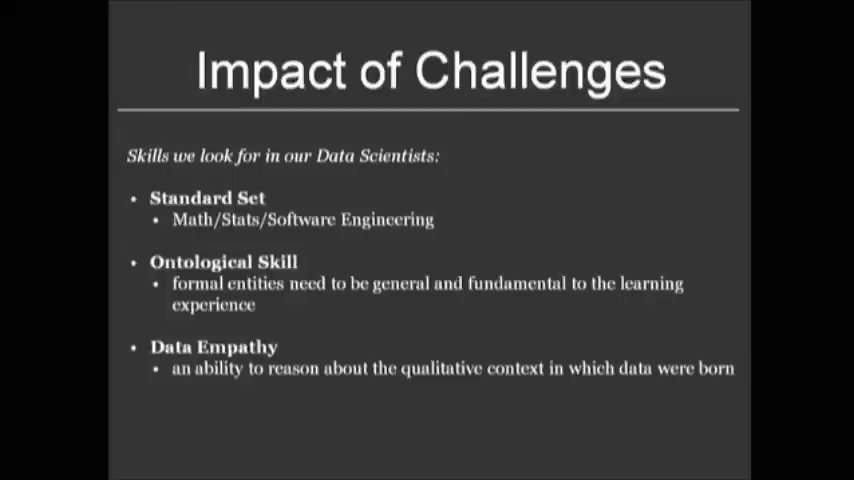 Impact of Challenges
Skills we look for in our Data Scientists:
• Standard Set
• Math/Stats/Software Engineering
• Ontological Skill
• formal entities need to be general and fundamental to the learning
experience
• Data Empathy
• an ability to reason about the qualitative context in which data were born